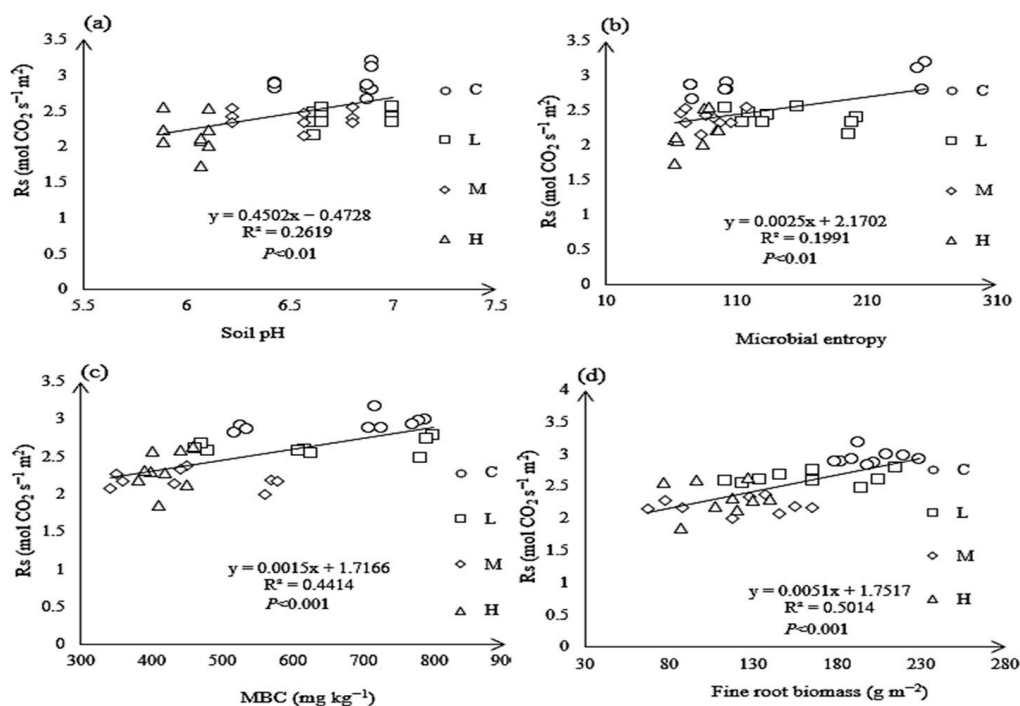 (a)
Rs (mol CO₂ s⁻¹ m²)
3.5
3
2.5
2
1.5
1
0.5
0
5.5
6
6.5
7
7.5
Soil pH
y = 0.4502x − 0.4728
R² = 0.2619
P<0.01
C
L
M
H
(b)
Rs (mol CO₂ s⁻¹ m²)
3.5
3
2.5
2
1.5
1
0.5
0
10
110
210
310
Microbial entropy
y = 0.0025x + 2.1702
R² = 0.1991
P<0.01
C
L
M
H
(c)
Rs (mol CO₂ s⁻¹ m²)
3.5
3
2.5
2
1.5
1
0.5
0
300
400
500
600
700
800
900
MBC (mg kg⁻¹)
y = 0.0015x + 1.7166
R² = 0.4414
P<0.001
C
L
M
H
(d)
Rs (mol CO₂ s⁻¹ m²)
4
3.5
3
2.5
2
1.5
1
0.5
0
30
80
130
180
230
280
Fine root biomass (g m⁻²)
y = 0.0051x + 1.7517
R² = 0.5014
P<0.001
C
L
M
H